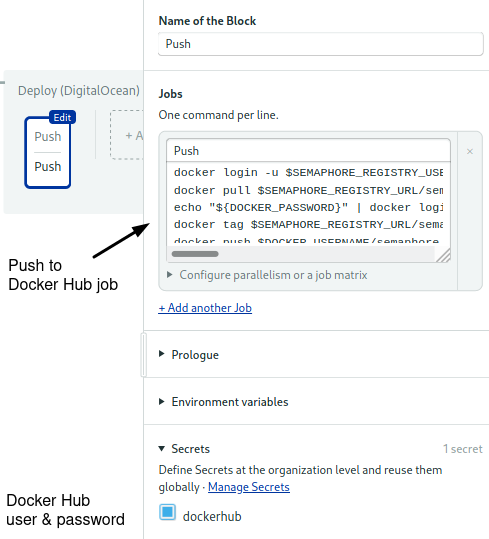 Name of the Block
Push
Deploy (DigitalOcean)
Edit
Push
Push
+ A
Jobs
One command per line.
Push
×
docker login -u $SEMAPHORE_REGISTRY_USE
docker pull $SEMAPHORE_REGISTRY_URL/sem
echo "${DOCKER_PASSWORD}" | docker logi
docker tag $SEMAPHORE_REGISTRY_URL/sema
docker push $DOCKER_USERNAME/semaphore
Configure parallelism or a job matrix
+ Add another Job
Push to
Docker Hub job
Prologue
Environment variables
Secrets
1 secret
Define Secrets at the organization level and reuse them
globally · Manage Secrets
dockerhub
Docker Hub
user & password